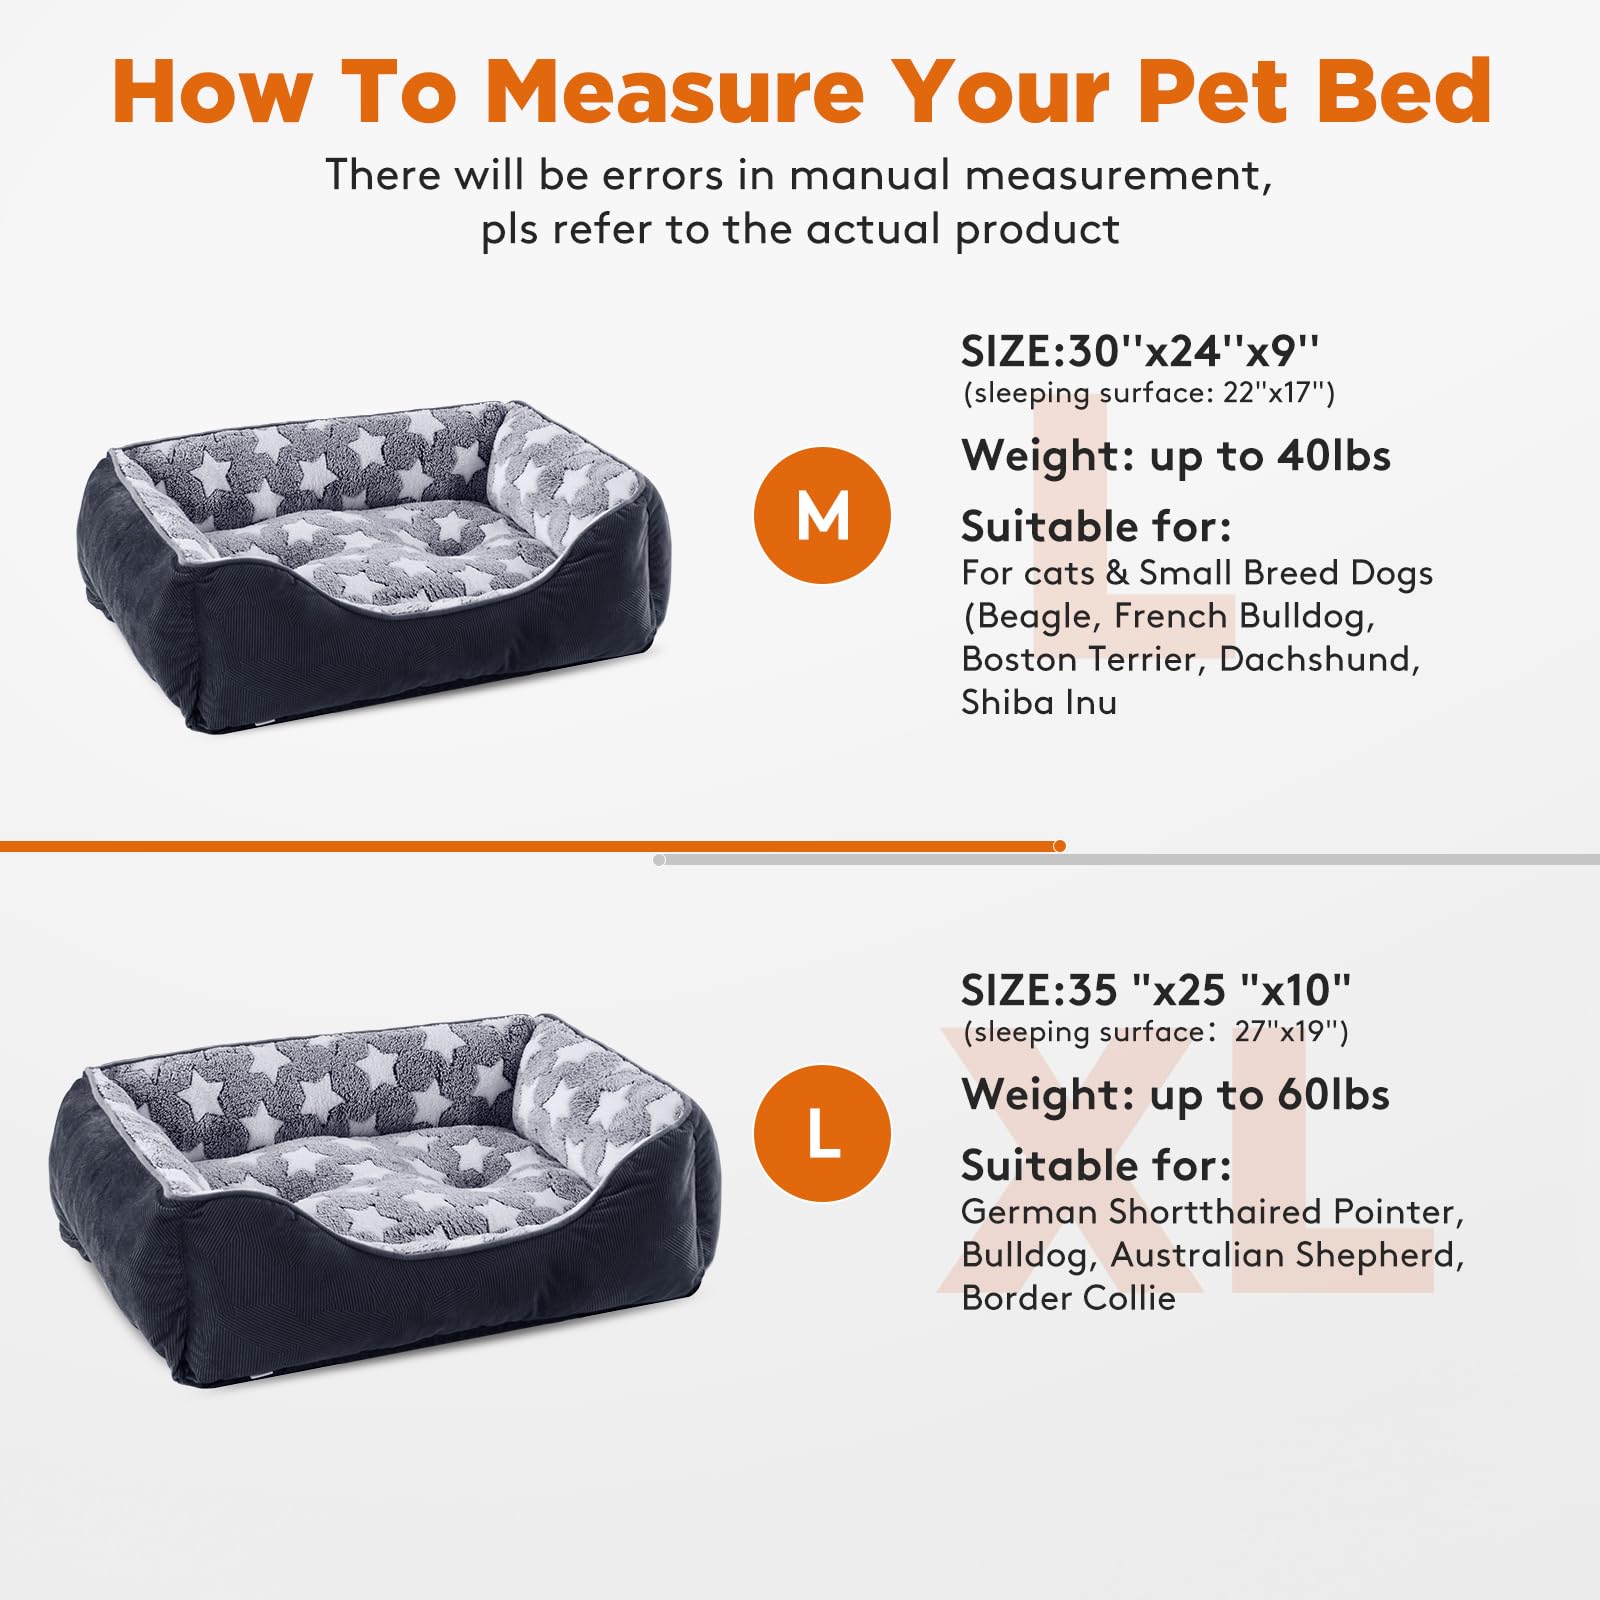 How To Measure Your Pet Bed
There will be errors in manual measurement,
pls refer to the actual product
SIZE:30''x24''x9''
(sleeping surface: 22"x17")
L
Weight: up to 40lbs
M
Suitable for:
For cats & Small Breed Dogs
(Beagle, French Bulldog,
Boston Terrier, Dachshund,
Shiba Inu
SIZE:35 "x25 "x10"
(sleeping surface: 27"x19")
XL
Weight: up to 60lbs
L
Suitable for:
German Shortthaired Pointer,
Bulldog, Australian Shepherd,
Border Collie